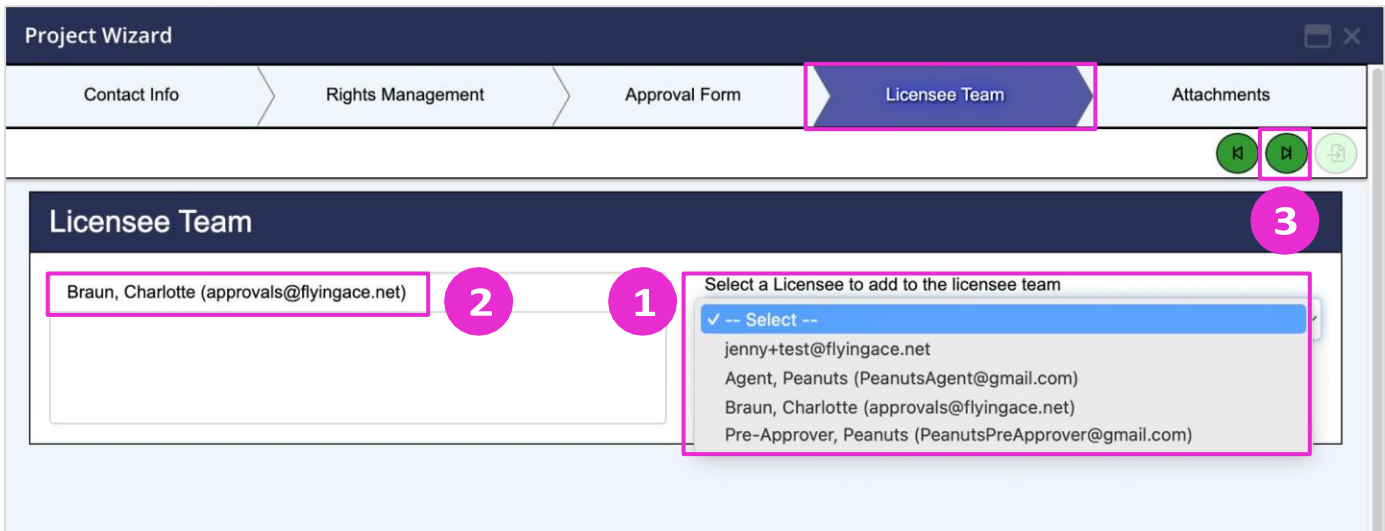 Project Wizard
Contact Info
Rights Management
Approval Form
Licensee Team
Attachments
3
Licensee Team
Braun, Charlotte (approvals@flyingace.net)
2
1
Select a Licensee to add to the licensee team
✓ -- Select --
jenny+test@flyingace.net
Agent, Peanuts (PeanutsAgent@gmail.com)
Braun, Charlotte (approvals@flyingace.net)
Pre-Approver, Peanuts (PeanutsPreApprover@gmail.com)